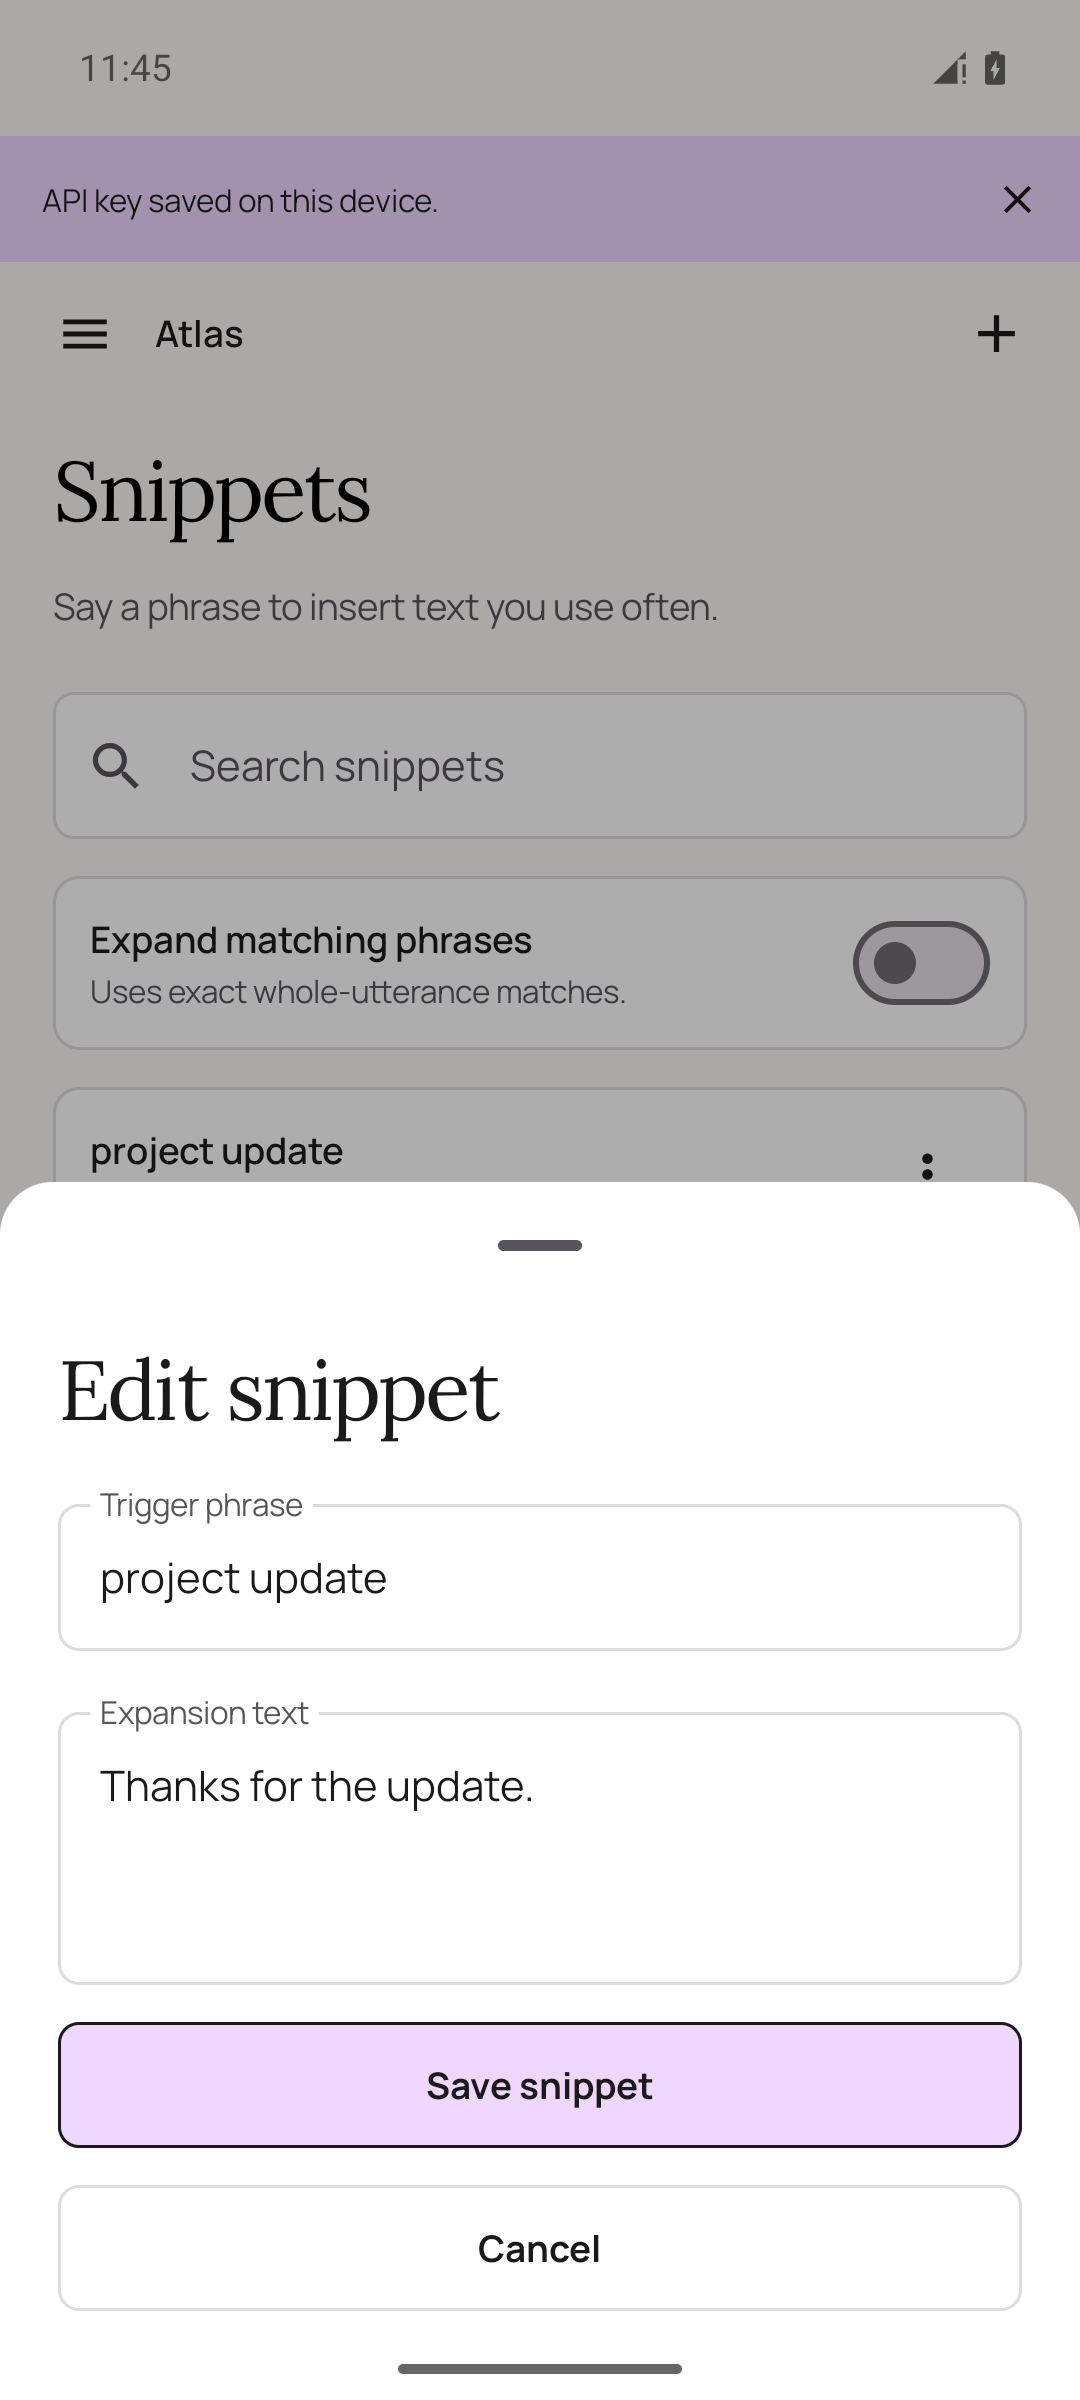 11:45
API key saved on this device.
Atlas
Snippets
Say a phrase to insert text you use often.
Search snippets
Expand matching phrases
Uses exact whole-utterance matches.
project update
Edit snippet
Trigger phrase
project update
Expansion text
Thanks for the update.
Save snippet
Cancel